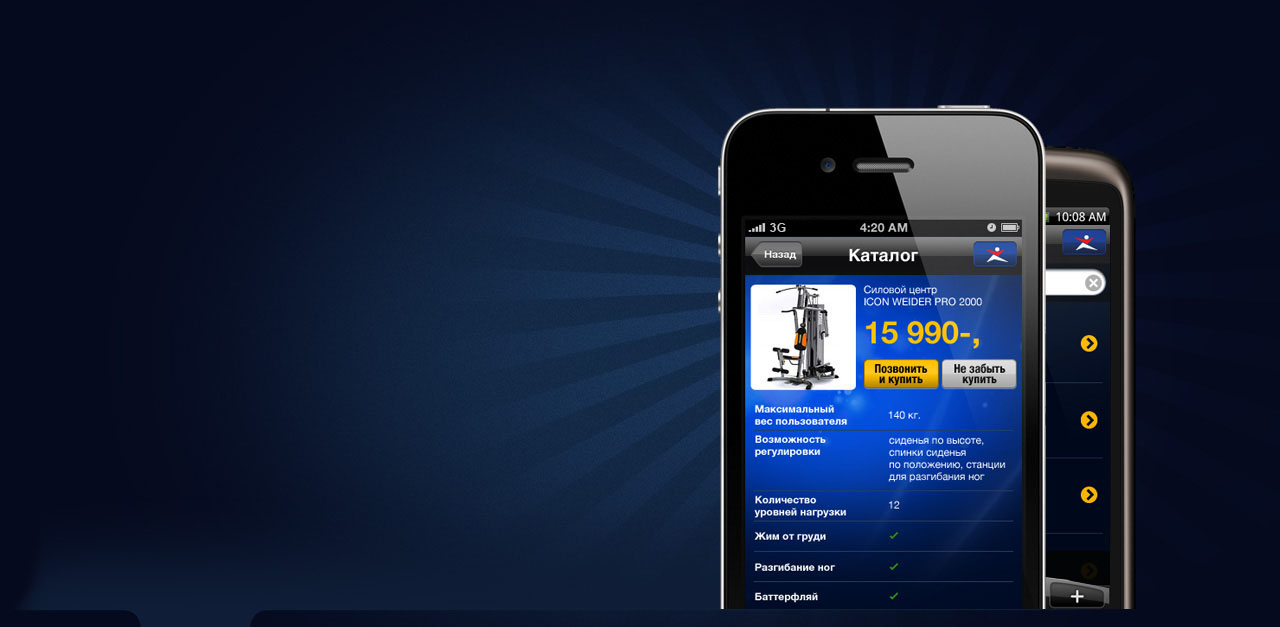 3G 4:20 AM
10:08 AM
Назад
Каталог
Силовой центр
ICON WEIDER PRO 2000
15 990-,
Позвонить
и купить
Не забыть
купить
Максимальный
вес пользователя
140 кг.
Возможность
регулировки
сиденья по высоте,
спинки сиденья
по положению, станции
для разгибания ног
Количество
уровней нагрузки
12
Жим от груди
Разгибание ног
Баттерфляй